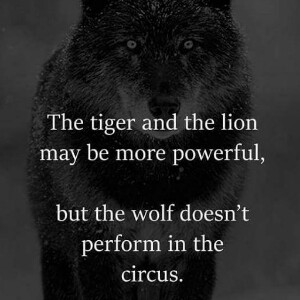 The tiger and the lion
may be more powerful,
but the wolf doesn’t
perform in the
circus.